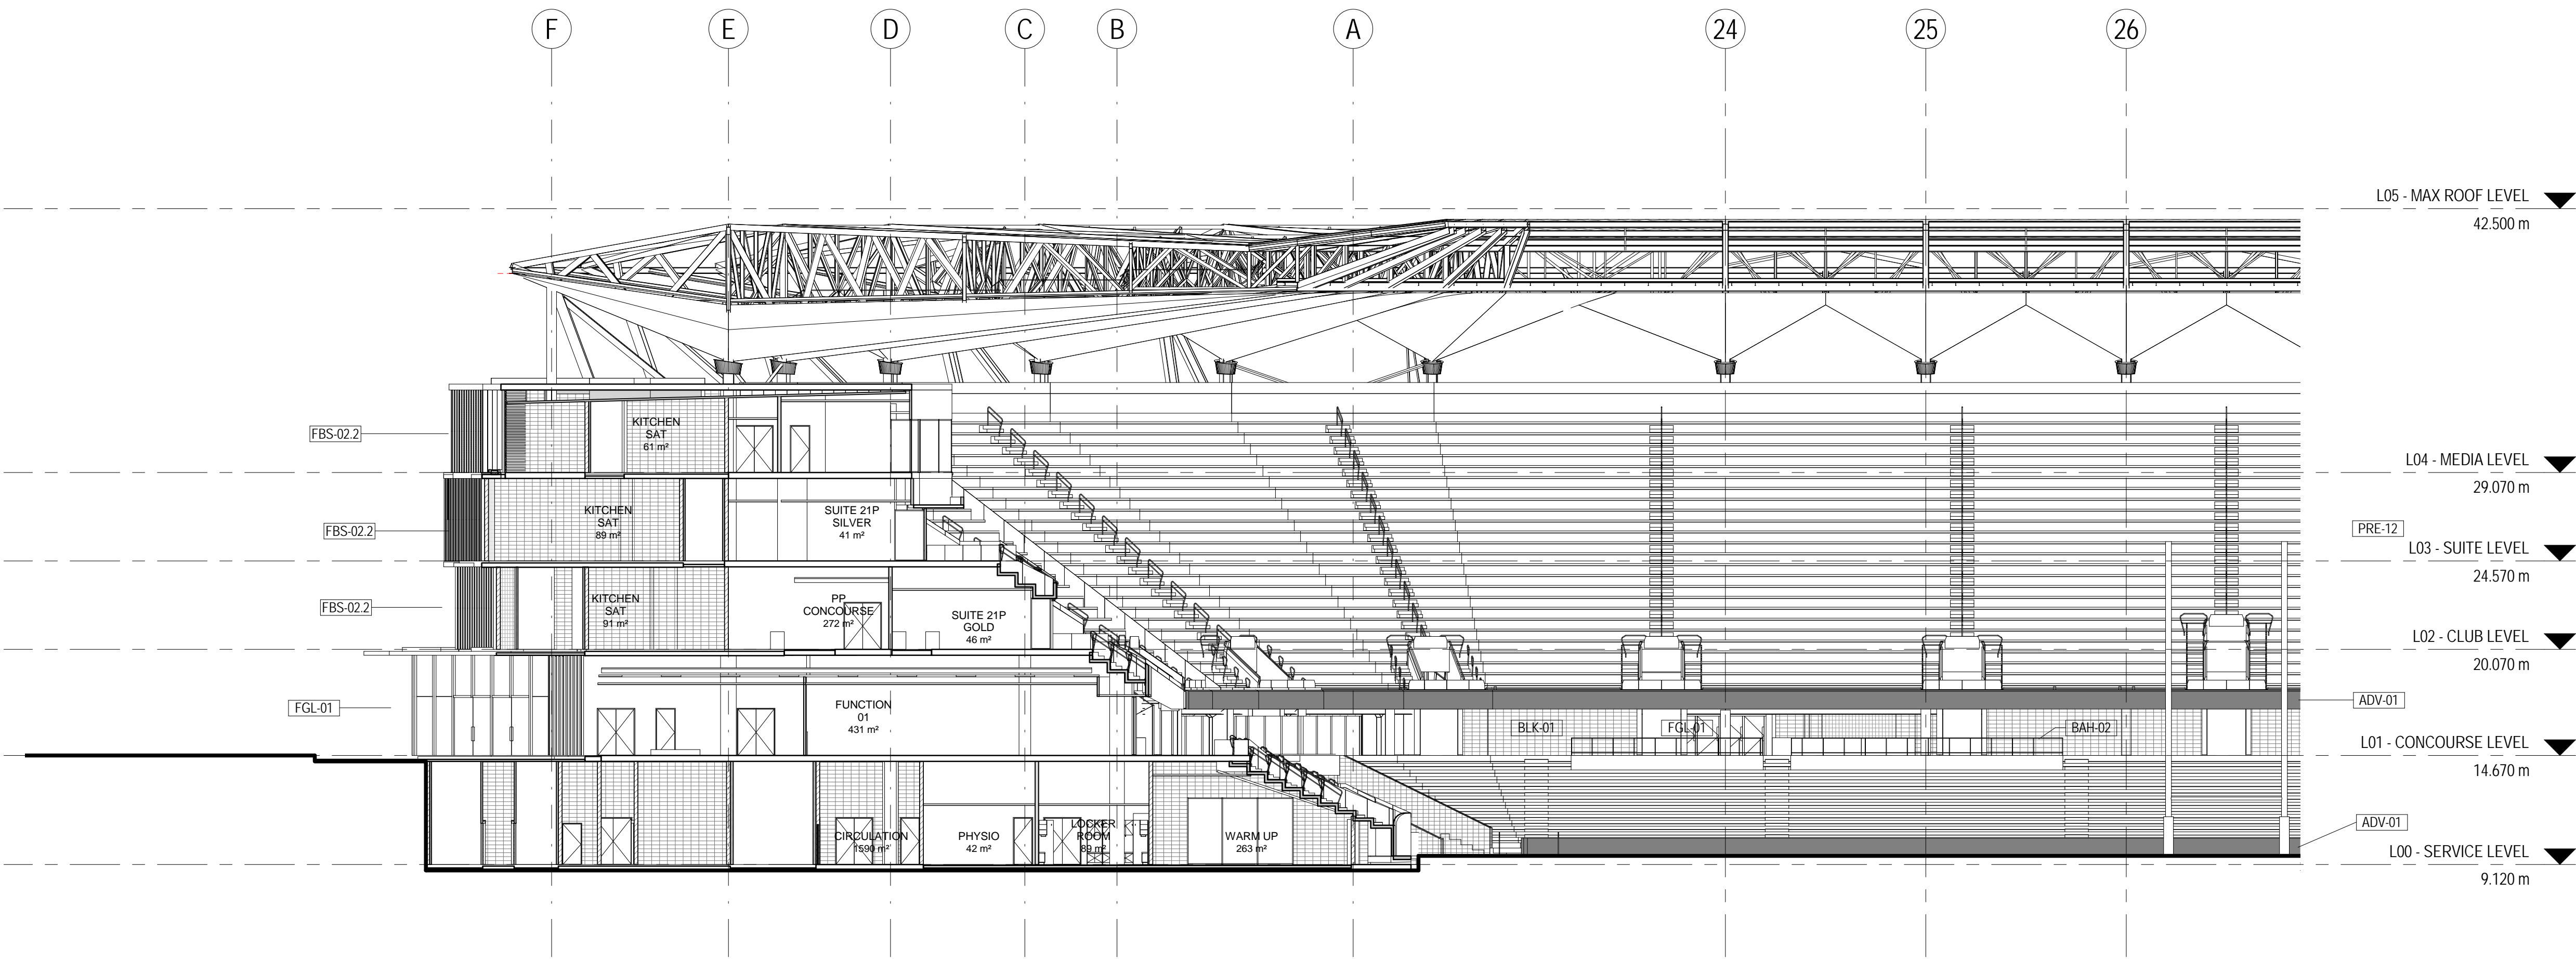 F
E
D
C
B
A
24
25
26
L05 - MAX ROOF LEVEL
42.500 m
FBS-02.2
KITCHEN
SAT
61 m²
L04 - MEDIA LEVEL
29.070 m
FBS-02.2
KITCHEN
SAT
89 m²
SUITE 21P
SILVER
41 m²
PRE-12
L03 - SUITE LEVEL
24.570 m
FBS-02.2
KITCHEN
SAT
91 m²
PP
CONCOURSE
272 m²
SUITE 21P
GOLD
46 m²
L02 - CLUB LEVEL
20.070 m
FGL-01
FUNCTION
01
431 m²
BLK-01
FGL-01
BAH-02
ADV-01
L01 - CONCOURSE LEVEL
14.670 m
CIRCULATION
1590 m²
PHYSIO
42 m²
LOCKER
ROOM
89 m²
WARM UP
263 m²
ADV-01
L00 - SERVICE LEVEL
9.120 m